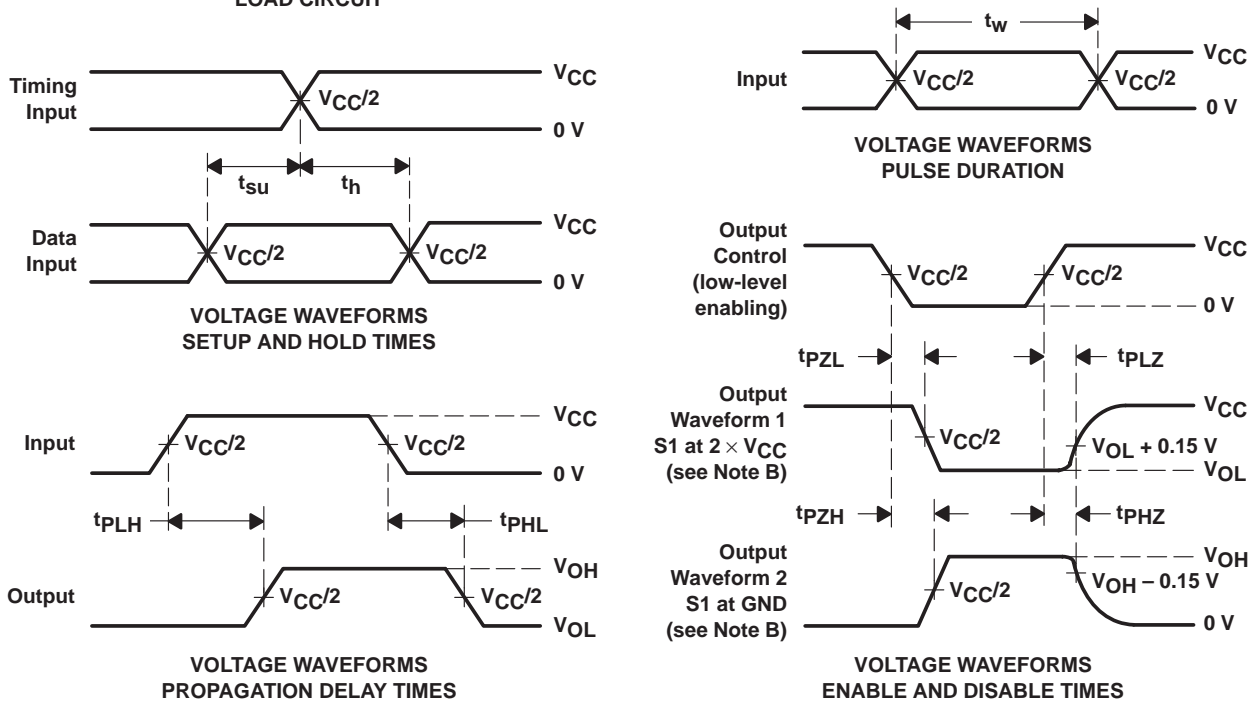 LOAD CIRCUIT
Timing
Input
VCC
VCC/2
0 V
tsu
th
Data
Input
VCC
VCC/2
VCC/2
0 V
VOLTAGE WAVEFORMS
SETUP AND HOLD TIMES
Input
VCC
VCC/2
VCC/2
0 V
tPLH
tPHL
Output
VOH
VCC/2
VCC/2
VOL
VOLTAGE WAVEFORMS
PROPAGATION DELAY TIMES
tw
Input
VCC
VCC/2
VCC/2
0 V
VOLTAGE WAVEFORMS
PULSE DURATION
Output
Control
(low-level
enabling)
VCC
VCC/2
VCC/2
0 V
tPZL
tPLZ
Output
Waveform 1
S1 at 2 × VCC
(see Note B)
VCC
VCC/2
VOL + 0.15 V
VOL
tPZH
tPHZ
Output
Waveform 2
S1 at GND
(see Note B)
VOH
VCC/2
VOH − 0.15 V
0 V
VOLTAGE WAVEFORMS
ENABLE AND DISABLE TIMES